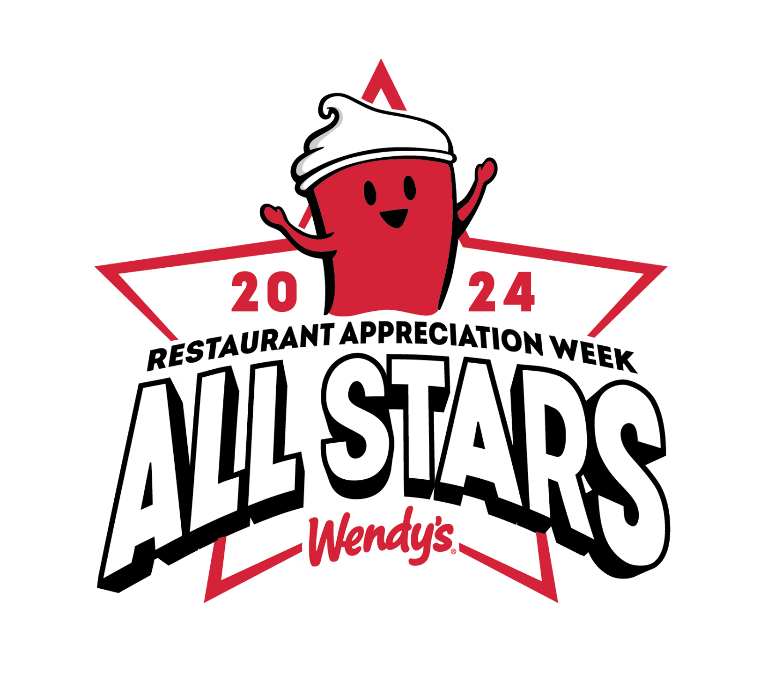 20 24
RESTAURANT APPRECIATION WEEK
ALL STARS
Wendy's®